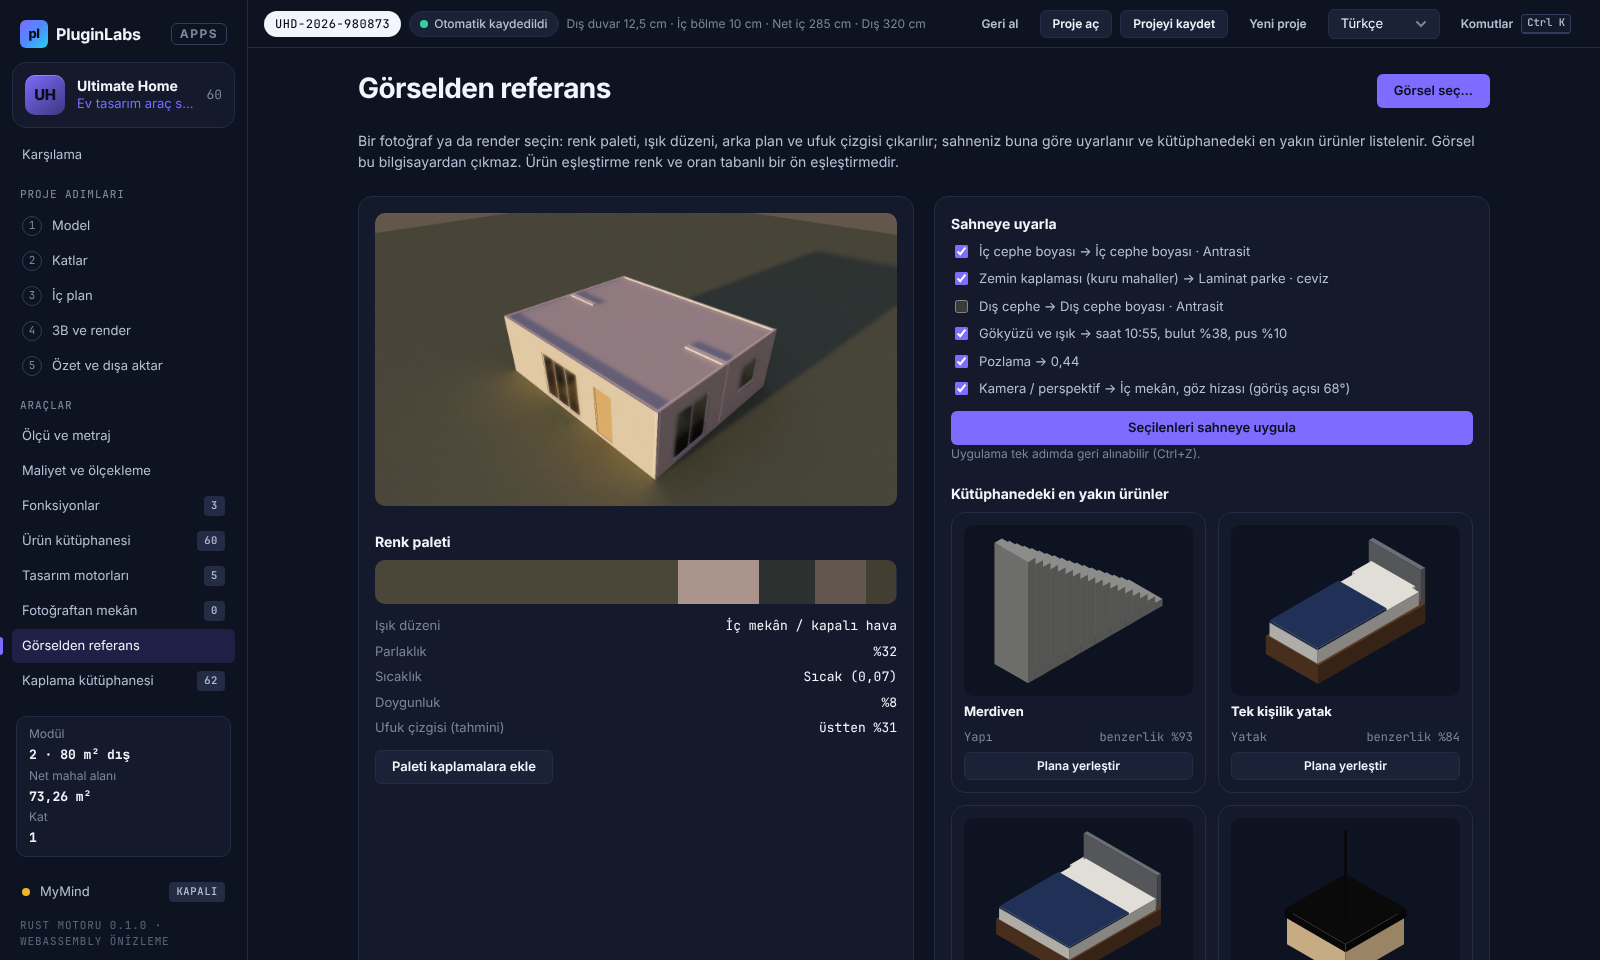 pl PluginLabs APPS
UH Ultimate Home 60
Ev tasarım araç s...
Karşılama
PROJE ADIMLARI
1 Model
2 Katlar
3 İç plan
4 3B ve render
5 Özet ve dışa aktar
ARAÇLAR
Ölçü ve metraj
Maliyet ve ölçekleme
Fonksiyonlar 3
Ürün kütüphanesi 60
Tasarım motorları 5
Fotoğraftan mekân 0
Görselden referans
Kaplama kütüphanesi 62
Modül
2 · 80 m² dış
Net mahal alanı
73,26 m²
Kat
1
MyMind KAPALI
RUST MOTORU 0.1.0 ·
WEBASSEMBLY ÖNİZLEME
UHD-2026-980873 Otomatik kaydedildi Dış duvar 12,5 cm · İç bölme 10 cm · Net iç 285 cm · Dış 320 cm Geri al Proje aç Projeyi kaydet Yeni proje Türkçe Komutlar Ctrl K
Görselden referans Görsel seç...
Bir fotoğraf ya da render seçin: renk paleti, ışık düzeni, arka plan ve ufuk çizgisi çıkarılır; sahneniz buna göre uyarlanır ve kütüphanedeki en yakın ürünler listelenir. Görsel
bu bilgisayardan çıkmaz. Ürün eşleştirme renk ve oran tabanlı bir ön eşleştirmedir.
Renk paleti
Işık düzeni İç mekân / kapalı hava
Parlaklık %32
Sıcaklık Sıcak (0,07)
Doygunluk %8
Ufuk çizgisi (tahmini) üstten %31
Paleti kaplamalara ekle
Sahneye uyarla
İç cephe boyası → İç cephe boyası · Antrasit
Zemin kaplaması (kuru mahaller) → Laminat parke · ceviz
Dış cephe → Dış cephe boyası · Antrasit
Gökyüzü ve ışık → saat 10:55, bulut %38, pus %10
Pozlama → 0,44
Kamera / perspektif → İç mekân, göz hizası (görüş açısı 68°)
Seçilenleri sahneye uygula
Uygulama tek adımda geri alınabilir (Ctrl+Z).
Kütüphanedeki en yakın ürünler
Merdiven
Yapı benzerlik %93
Plana yerleştir
Tek kişilik yatak
Yatak benzerlik %84
Plana yerleştir